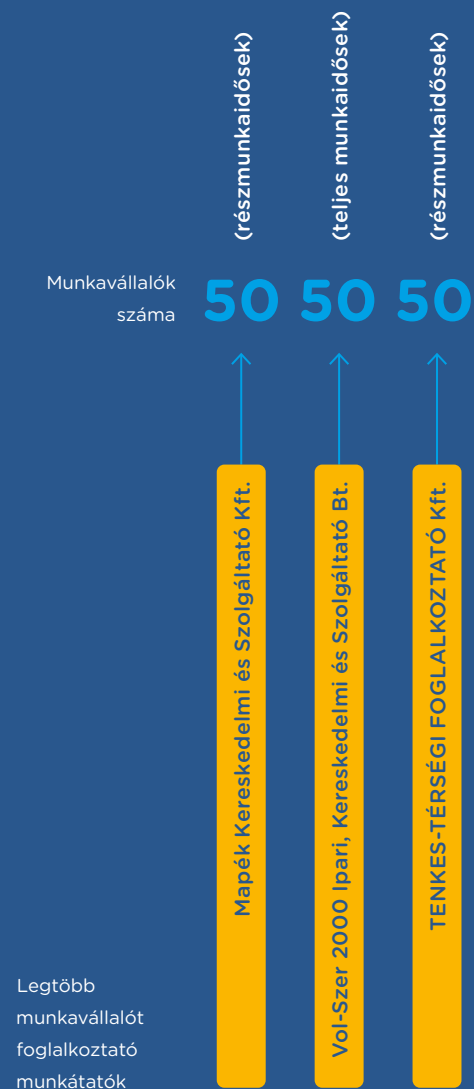 (részmunkaidősek)
(teljes munkaidősek)
(részmunkaidősek)
Munkavállalók
száma
50 50 50
Mapék Kereskedelmi és Szolgáltató Kft.
Vol-Szer 2000 Ipari, Kereskedelmi és Szolgáltató Bt.
TENKES-TÉRSÉGI FOGLALKOZTATÓ Kft.
Legtöbb
munkavállalót
foglalkoztató
munkátatók